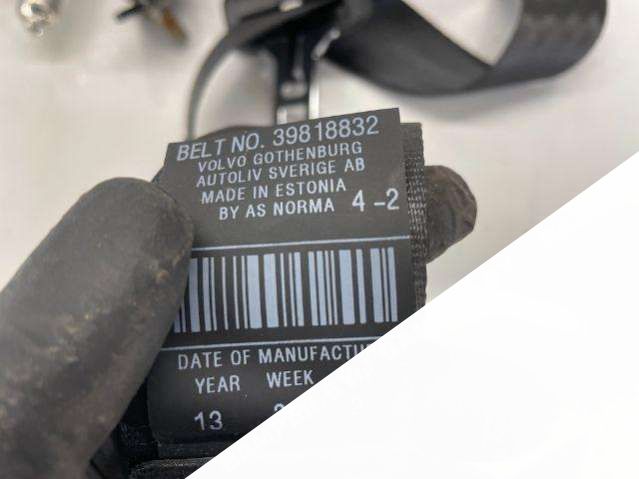 BELT NO. 39818832
VOLVO GOTHENBURG
AUTOLIV SVERIGE AB
MADE IN ESTONIA
BY AS NORMA 4-2
DATE OF
YEAR WEEK
13